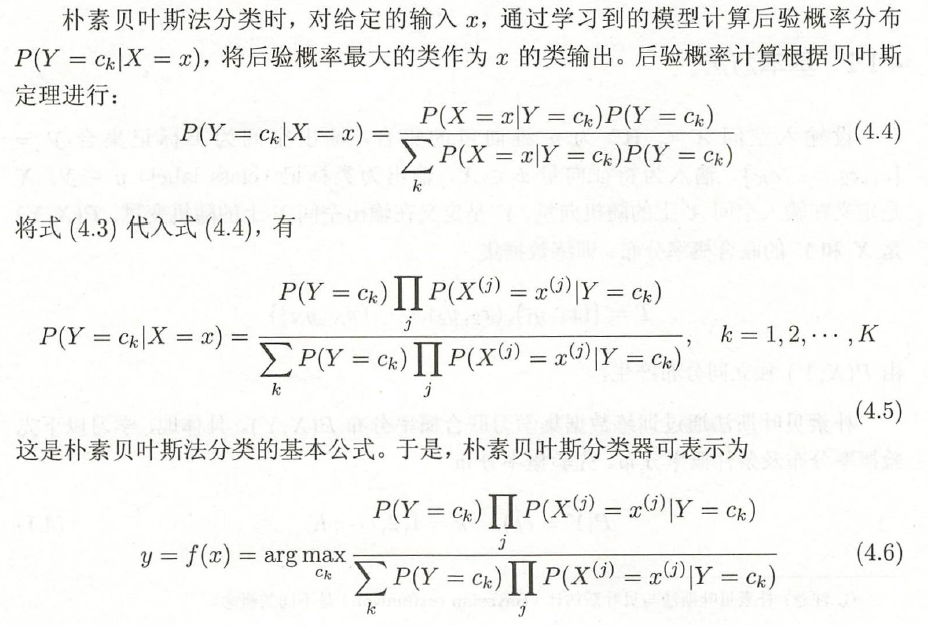 朴素贝叶斯法分类时，对给定的输入 x，通过学习到的模型计算后验概率分布
P(Y = c_k|X = x)，将后验概率最大的类作为 x 的类输出。后验概率计算根据贝叶斯
定理进行：
P(Y = c_k|X = x) = \frac{P(X = x|Y = c_k)P(Y = c_k)}{\sum_k P(X = x|Y = c_k)P(Y = c_k)} (4.4)
将式 (4.3) 代入式 (4.4)，有
P(Y = c_k|X = x) = \frac{P(Y = c_k)\prod_j P(X^{(j)} = x^{(j)}|Y = c_k)}{\sum_k P(Y = c_k)\prod_j P(X^{(j)} = x^{(j)}|Y = c_k)}, k = 1, 2, ⋯, K
(4.5)
这是朴素贝叶斯法分类的基本公式。于是，朴素贝叶斯分类器可表示为
y = f(x) = \arg\max_{c_k} \frac{P(Y = c_k)\prod_j P(X^{(j)} = x^{(j)}|Y = c_k)}{\sum_k P(Y = c_k)\prod_j P(X^{(j)} = x^{(j)}|Y = c_k)} (4.6)